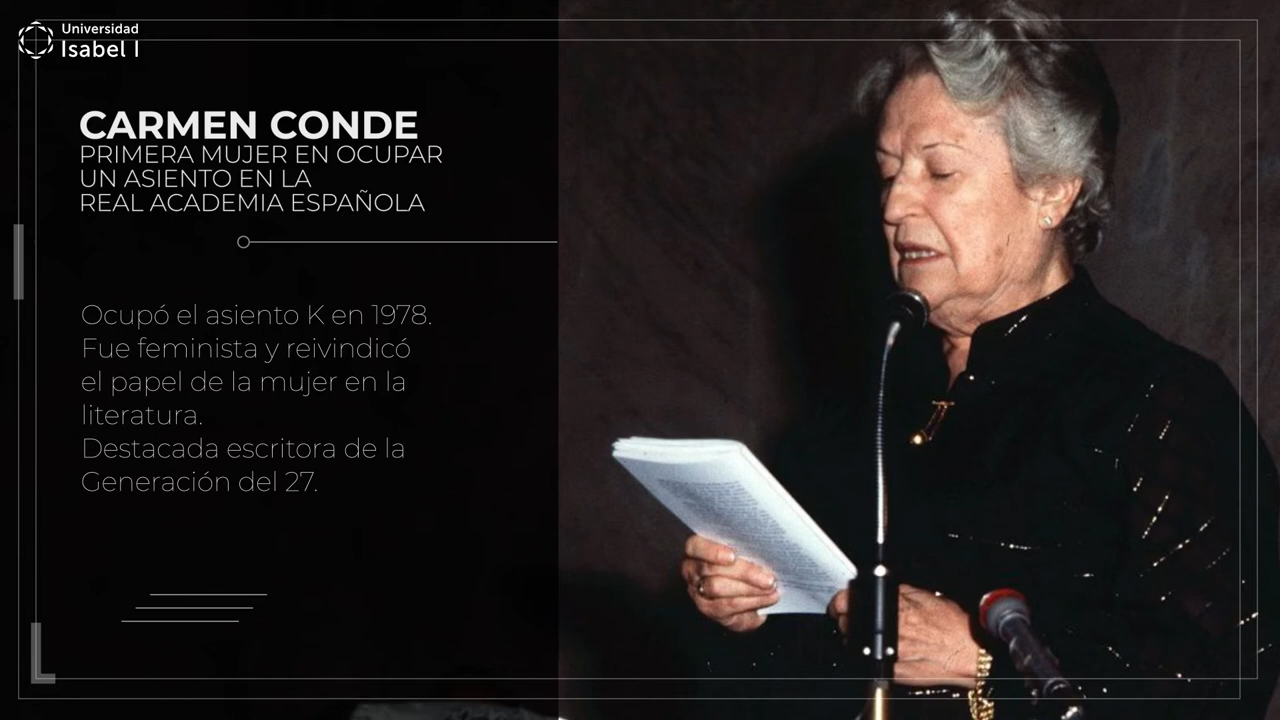 Universidad
Isabel I
CARMEN CONDE
PRIMERA MUJER EN OCUPAR
UN ASIENTO EN LA
REAL ACADEMIA ESPAÑOLA
Ocupó el asiento K en 1978.
Fue feminista y reivindicó
el papel de la mujer en la
literatura.
Destacada escritora de la
Generación del 27.